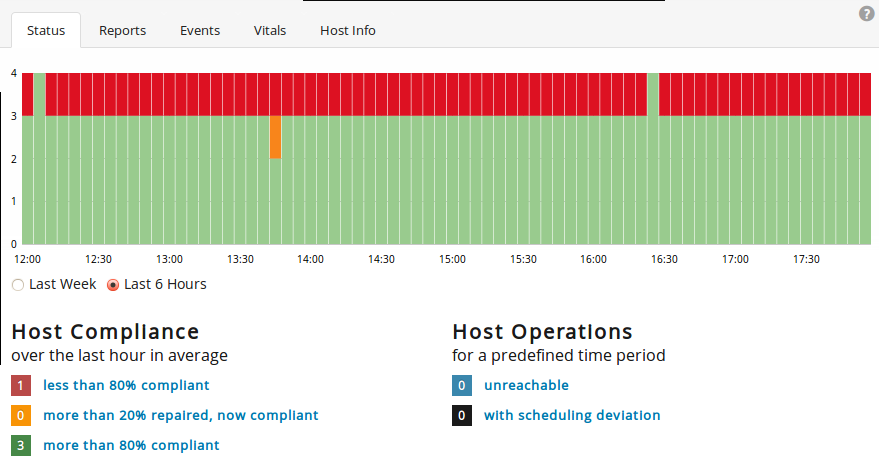 ?
Status Reports Events Vitals Host Info
4
3
2
1
0
12:00 12:30 13:00 13:30 14:00 14:30 15:00 15:30 16:00 16:30 17:00 17:30
Last Week Last 6 Hours
Host Compliance
over the last hour in average
1 less than 80% compliant
0 more than 20% repaired, now compliant
3 more than 80% compliant
Host Operations
for a predefined time period
0 unreachable
0 with scheduling deviation